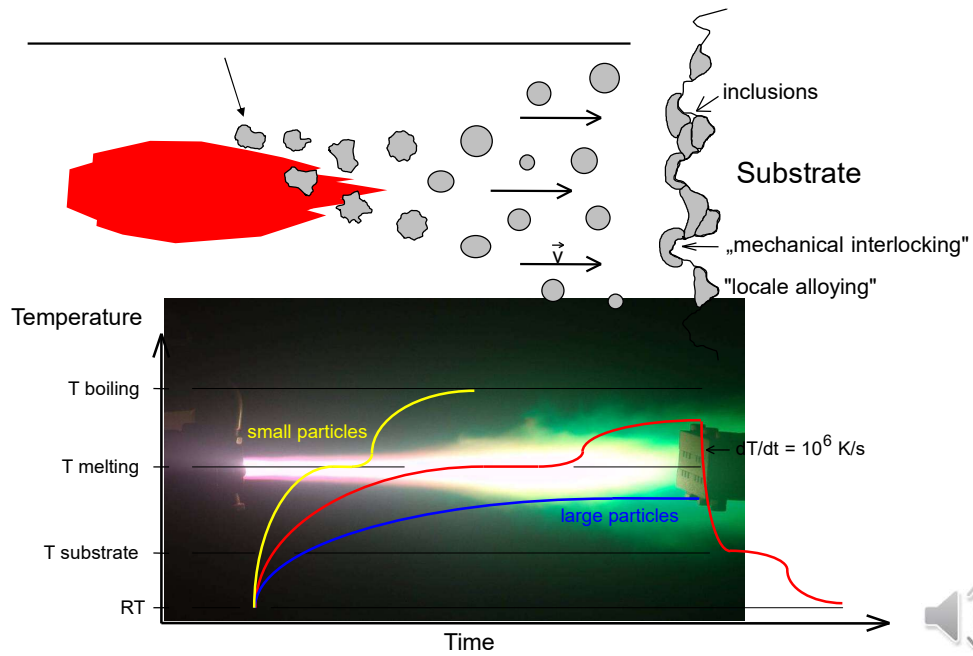 inclusions
Substrate
„mechanical interlocking"
"locale alloying"
v
Temperature
T boiling
small particles
dT/dt = 10⁶ K/s
T melting
large particles
T substrate
RT
Time